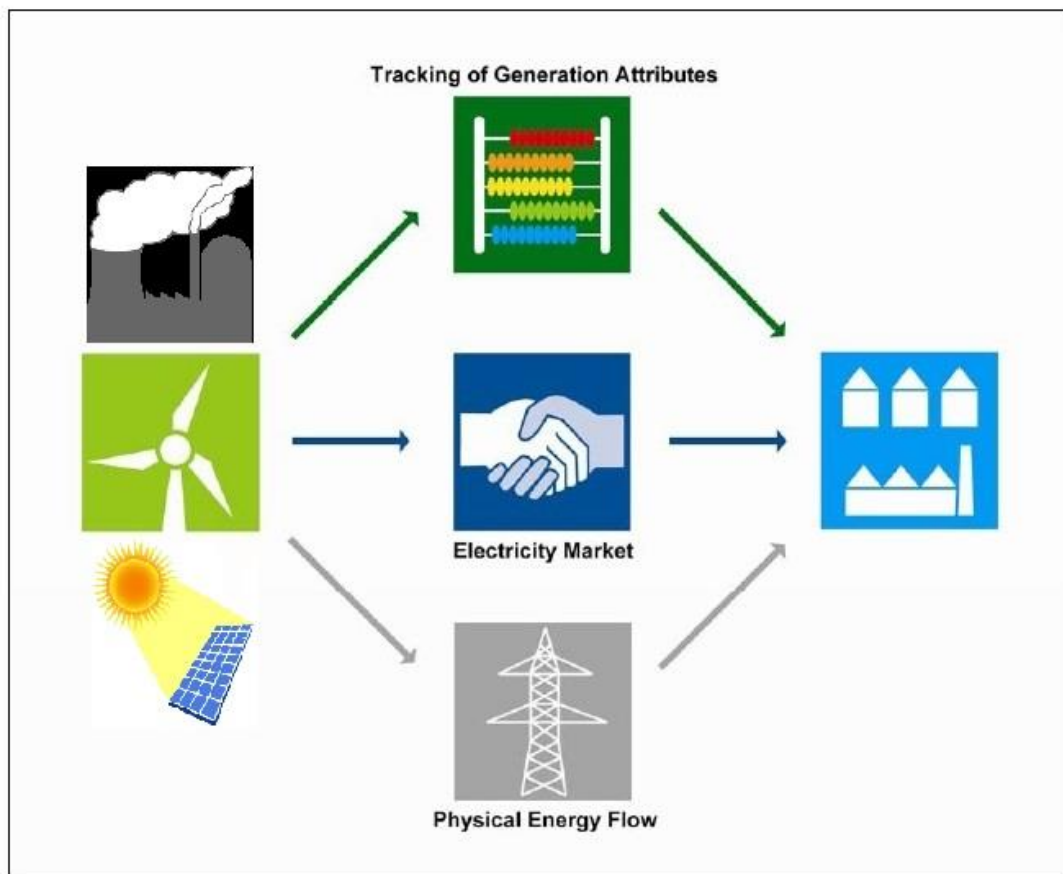 Tracking of Generation Attributes
Electricity Market
Physical Energy Flow